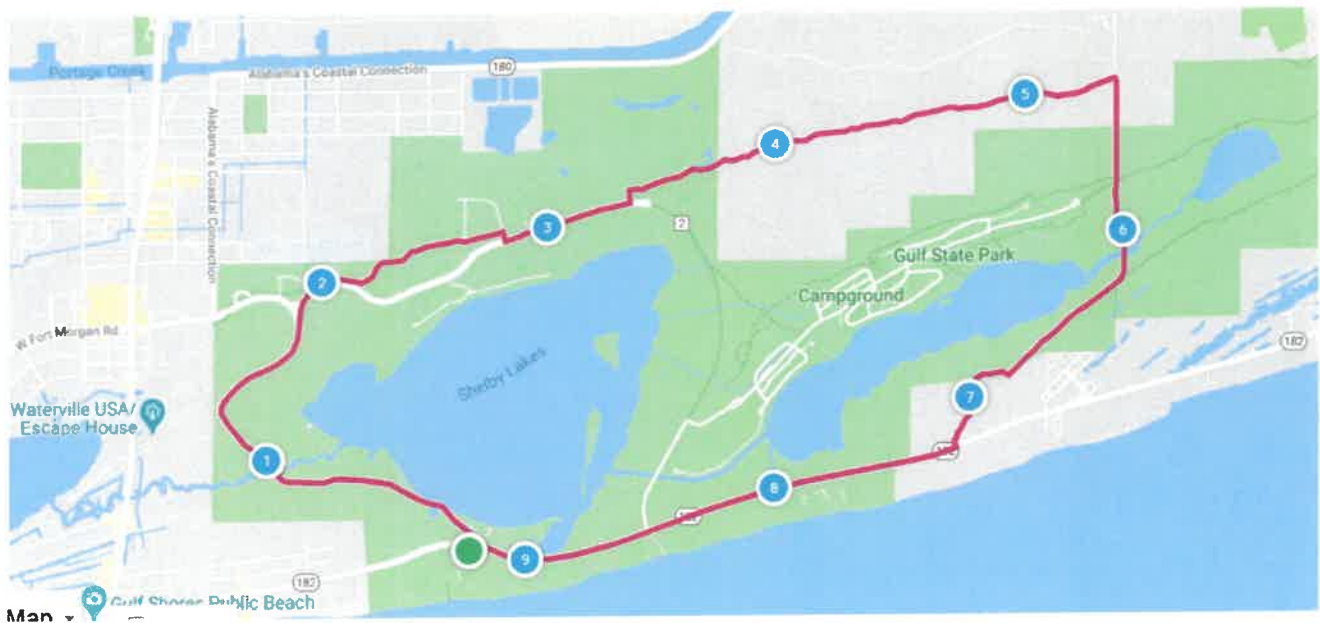 Portage Creek
Alabama's Coastal Connection
180
Alabama's Coastal Connection
5
4
3
2
6
2
Gulf State Park
Campground
W Fort Morgan Rd
182
Shelby Lakes
Waterville USA/
Escape House
7
1
8
9
182
Gulf Shores Public Beach
Map